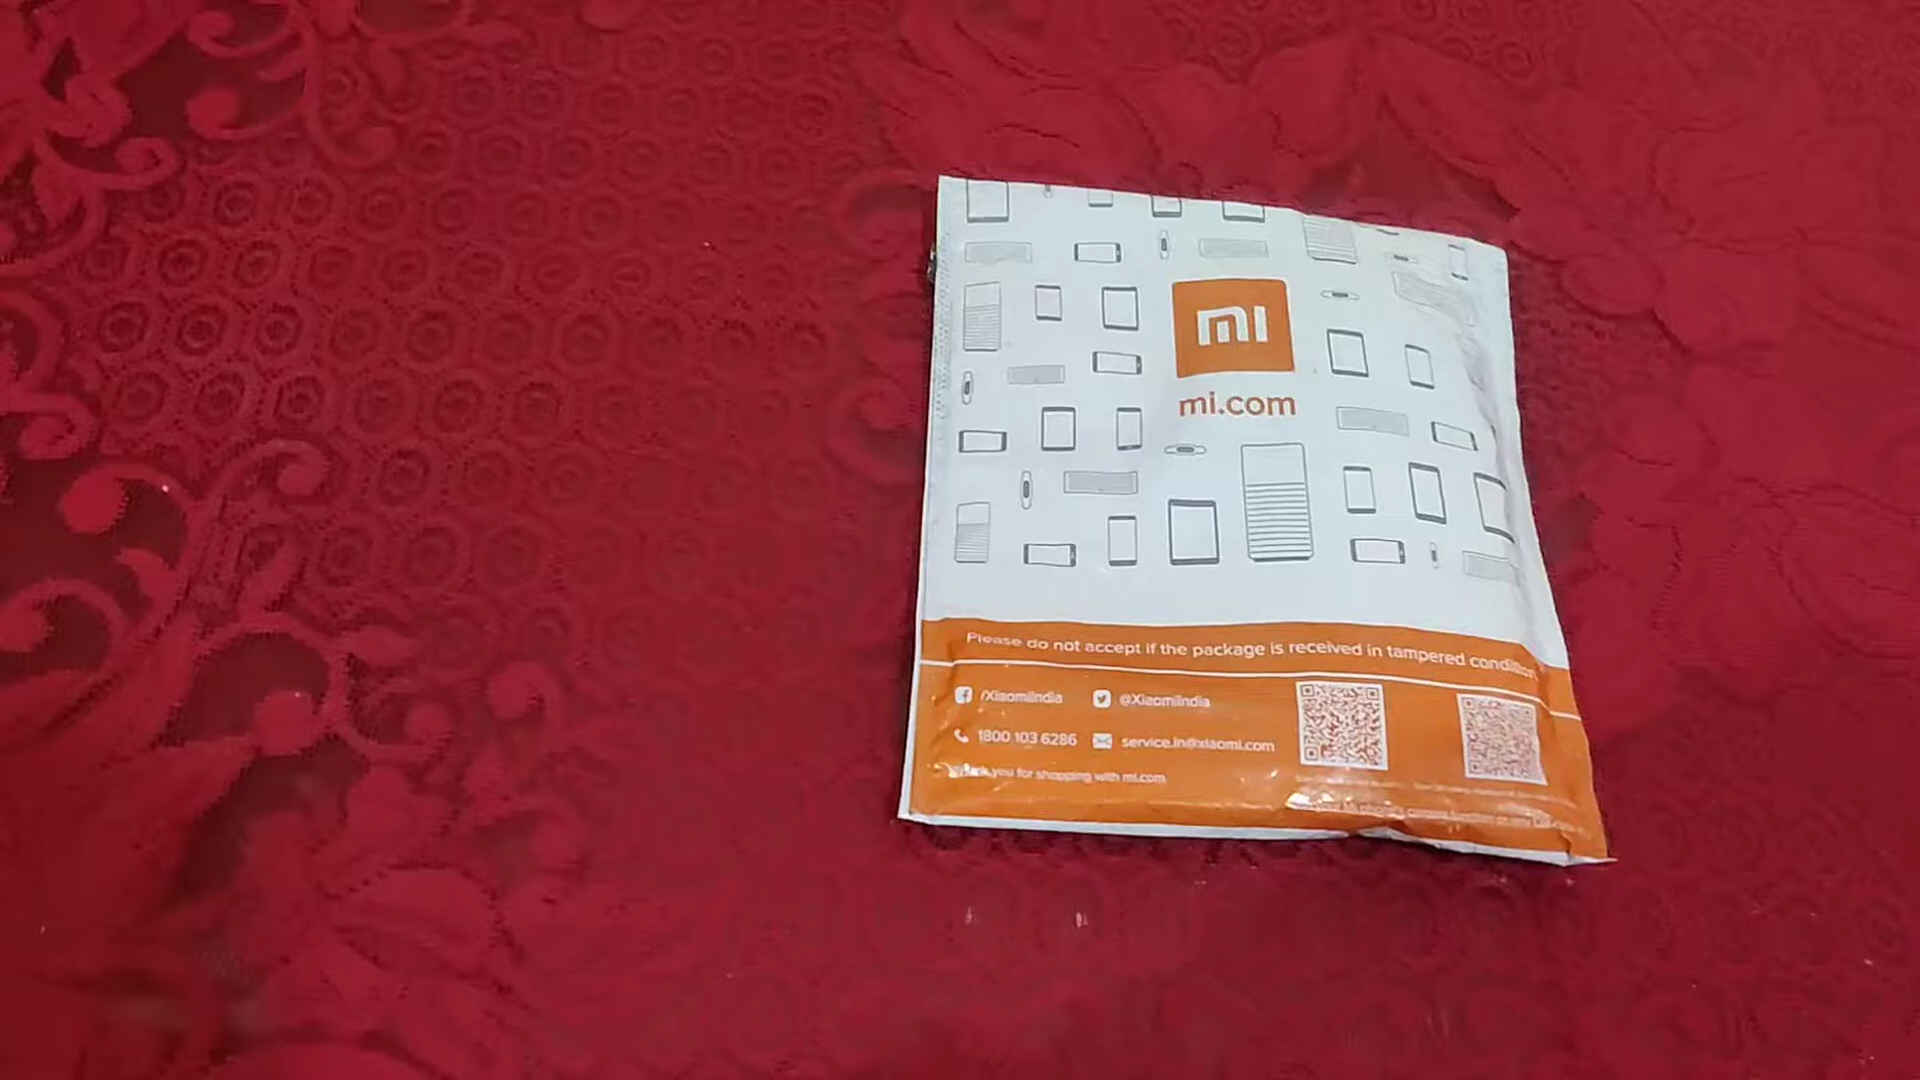 mi
mi.com
Please do not accept if the package is received in tampered condition
/XiaomiIndia @XiaomiIndia
1800 103 6286 service.in@xiaomi.com
you for shopping with mi.com